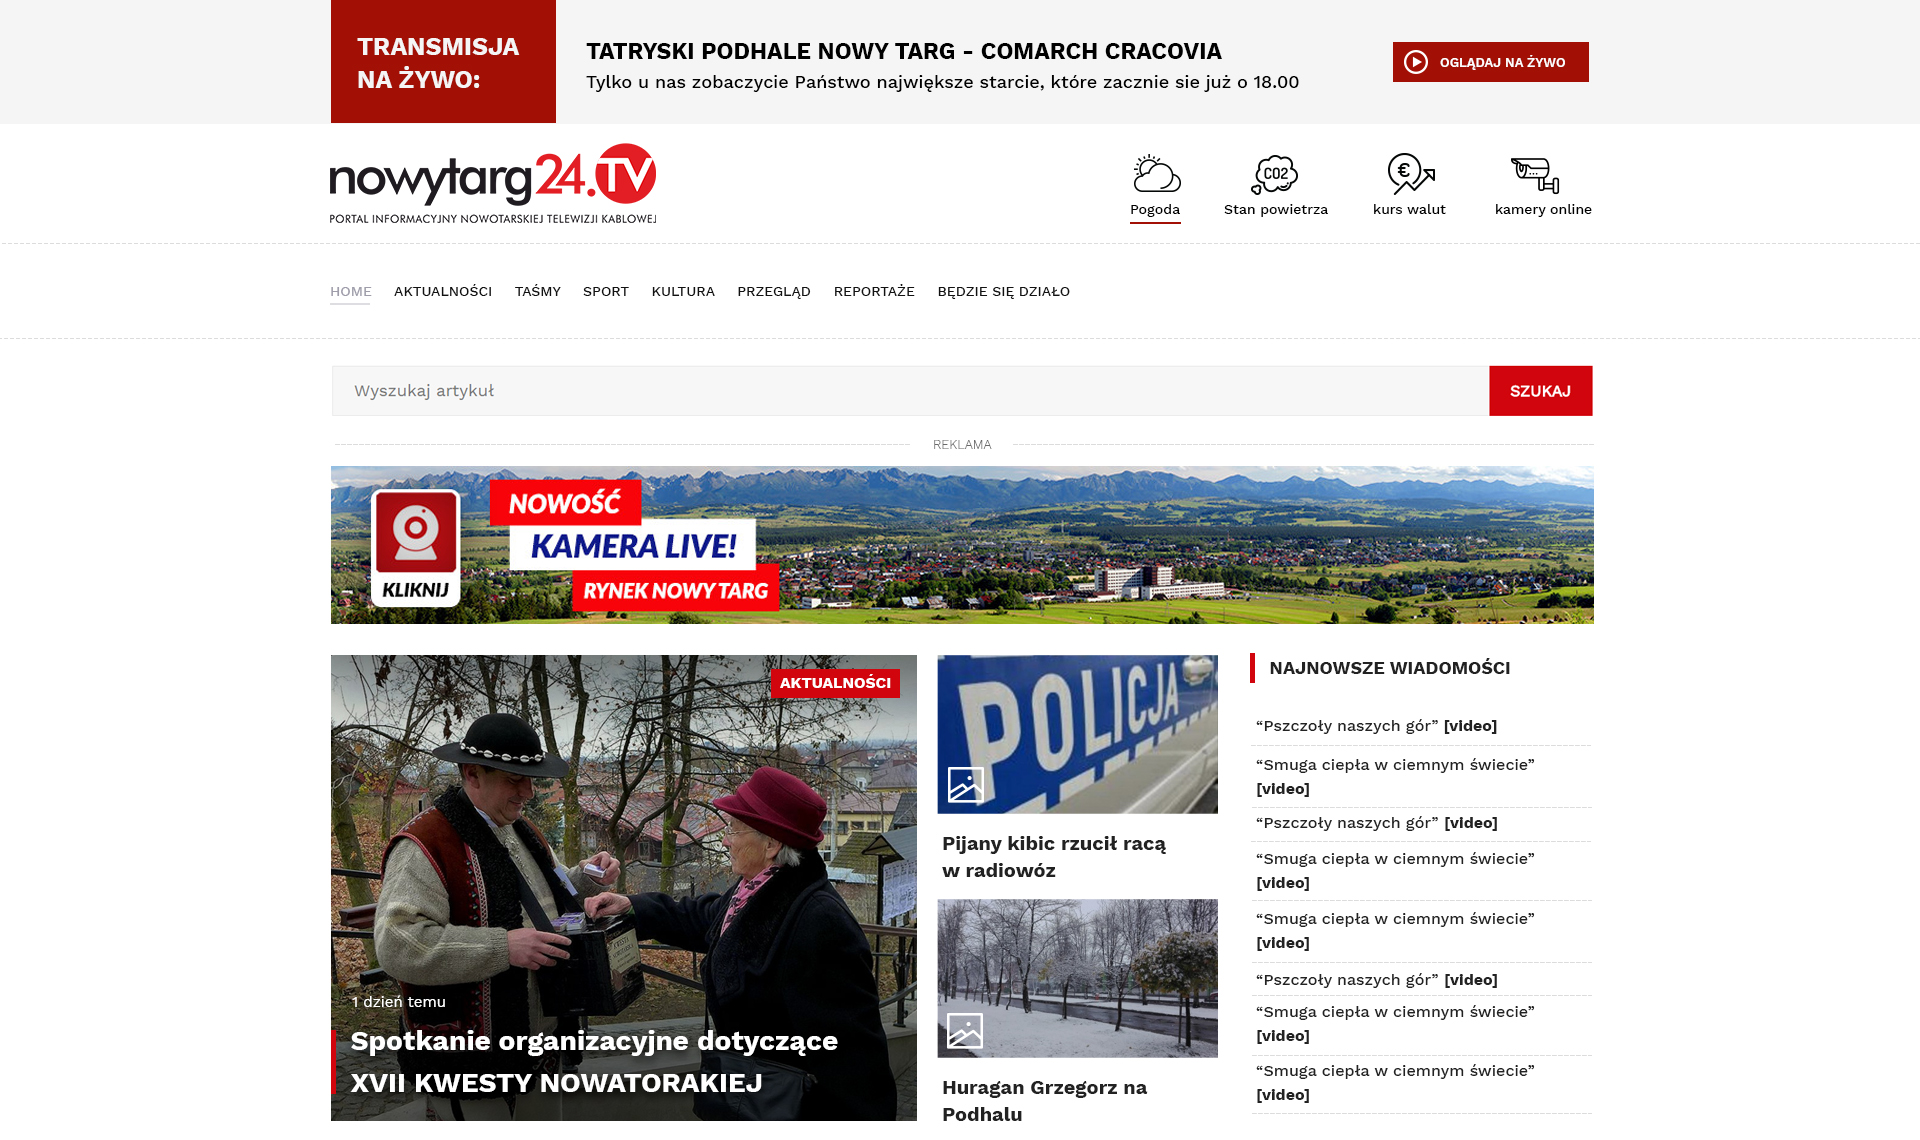 TRANSMISJA
NA ŻYWO:
TATRYSKI PODHALE NOWY TARG - COMARCH CRACOVIA
Tylko u nas zobaczycie Państwo największe starcie, które zacznie sie już o 18.00
OGLĄDAJ NA ŻYWO
nowytarg24.TV
PORTAL INFORMACYJNY NOWOTARSKIEJ TELEWIZJI KABLOWEJ
CO2
€
Pogoda
Stan powietrza
kurs walut
kamery online
HOME AKTUALNOŚCI TAŚMY SPORT KULTURA PRZEGLĄD REPORTAŻE BĘDZIE SIĘ DZIAŁO
Wyszukaj artykuł
SZUKAJ
REKLAMA
KLIKNIJ
NOWOŚĆ
KAMERA LIVE!
RYNEK NOWY TARG
AKTUALNOŚCI
1 dzień temu
Spotkanie organizacyjne dotyczące
XVII KWESTY NOWATORAKIEJ
POLICJA
Pijany kibic rzucił racą
w radiowóz
Huragan Grzegorz na
Podhalu
NAJNOWSZE WIADOMOŚCI
“Pszczoły naszych gór” [video]
“Smuga ciepła w ciemnym świecie”
[video]
“Pszczoły naszych gór” [video]
“Smuga ciepła w ciemnym świecie”
[video]
“Smuga ciepła w ciemnym świecie”
[video]
“Pszczoły naszych gór” [video]
“Smuga ciepła w ciemnym świecie”
[video]
“Smuga ciepła w ciemnym świecie”
[video]